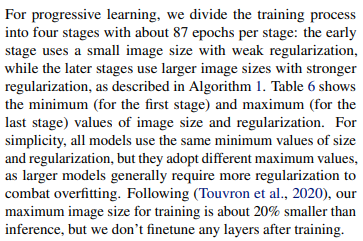 For progressive learning, we divide the training process
into four stages with about 87 epochs per stage: the early
stage uses a small image size with weak regularization,
while the later stages use larger image sizes with stronger
regularization, as described in Algorithm 1. Table 6 shows
the minimum (for the first stage) and maximum (for the
last stage) values of image size and regularization. For
simplicity, all models use the same minimum values of size
and regularization, but they adopt different maximum values,
as larger models generally require more regularization to
combat overfitting. Following (Touvron et al., 2020), our
maximum image size for training is about 20% smaller than
inference, but we don't finetune any layers after training.